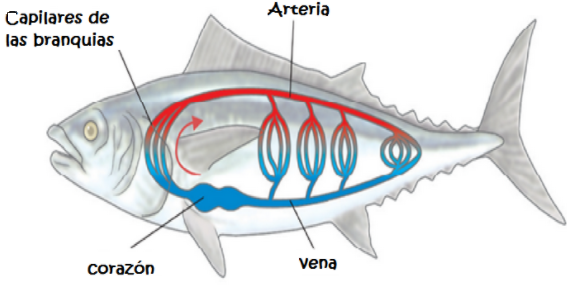 Arteria
Capilares de
las branquias
corazón
vena